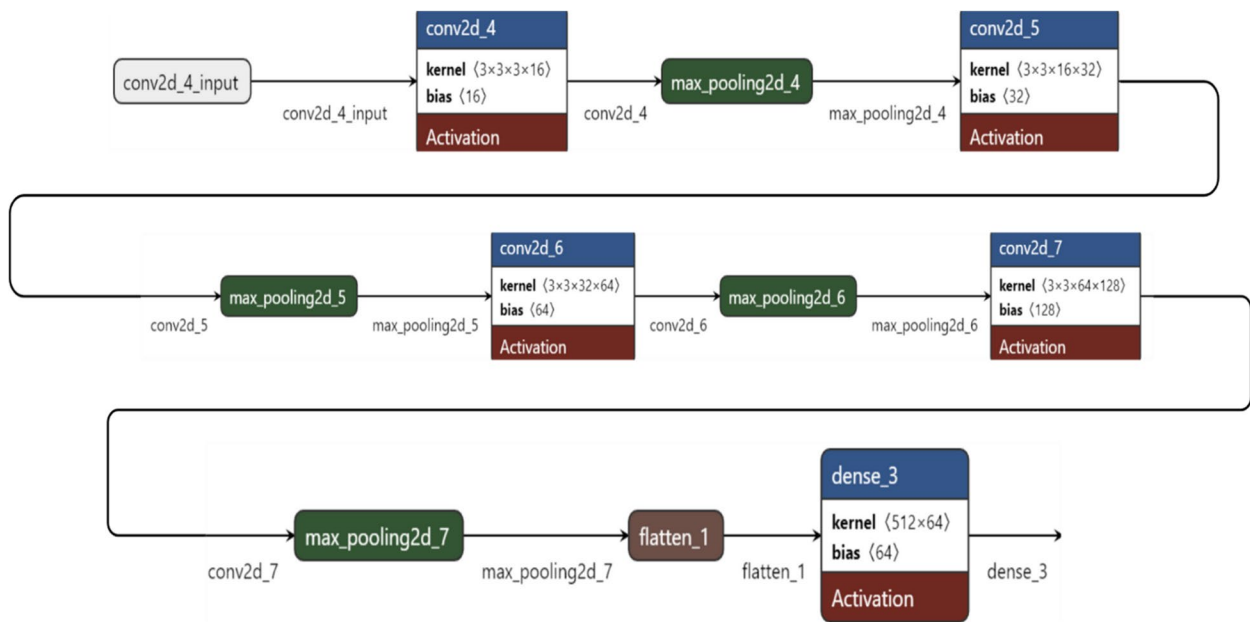 conv2d_4_input
conv2d_4_input
conv2d_4
kernel ⟨3×3×3×16⟩
bias ⟨16⟩
Activation
conv2d_4
max_pooling2d_4
max_pooling2d_4
conv2d_5
kernel ⟨3×3×16×32⟩
bias ⟨32⟩
Activation
conv2d_5
max_pooling2d_5
max_pooling2d_5
conv2d_6
kernel ⟨3×3×32×64⟩
bias ⟨64⟩
Activation
conv2d_6
max_pooling2d_6
max_pooling2d_6
conv2d_7
kernel ⟨3×3×64×128⟩
bias ⟨128⟩
Activation
conv2d_7
max_pooling2d_7
max_pooling2d_7
flatten_1
flatten_1
dense_3
kernel ⟨512×64⟩
bias ⟨64⟩
Activation
dense_3